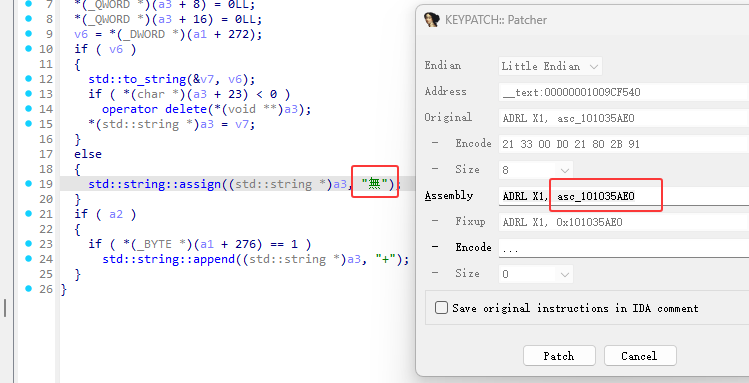 7 *(_QWORD *)(a3 + 8) = 0LL;
8 *(_QWORD *)(a3 + 16) = 0LL;
9 v6 = *(_DWORD *)(a1 + 272);
10 if ( v6 )
11 {
12 std::to_string(&v7, v6);
13 if ( *(char *)(a3 + 23) < 0 )
14 operator delete(*(void **)a3);
15 *(std::string *)a3 = v7;
16 }
17 else
18 {
19 std::string::assign((std::string *)a3, "無");
20 }
21 if ( a2 )
22 {
23 if ( *(_BYTE *)(a1 + 276) == 1 )
24 std::string::append((std::string *)a3, "+");
25 }
26 }
KEYPATCH:: Patcher
Endian Little Endian
Address __text:00000001009CF540
Original ADRL X1, asc_101035AE0
- Encode 21 33 00 D0 21 80 2B 91
- Size 8
Assembly ADRL X1, asc_101035AE0
- Fixup ADRL X1, 0x101035AE0
- Encode ...
- Size 0
Save original instructions in IDA comment
Patch Cancel